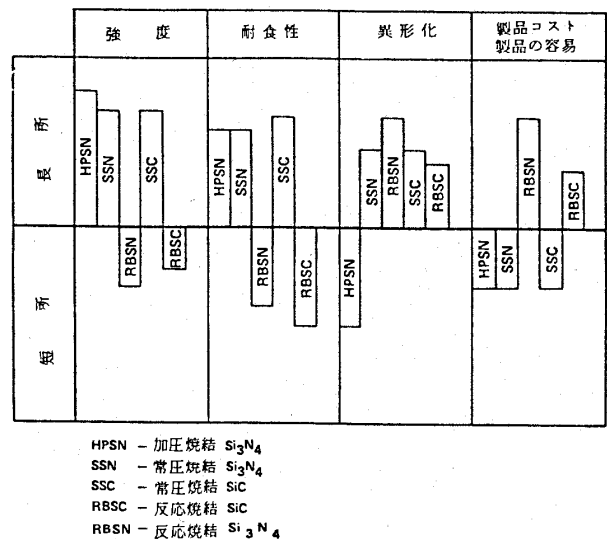 強度
耐食性
異形化
製品コスト
製品の容易
長所
HPSN
SSN
RBSN
SSC
RBSC
HPSN
SSN
RBSN
SSC
RBSC
HPSN
SSN
RBSN
SSC
RBSC
HPSN
SSN
RBSN
SSC
RBSC
短所
HPSN – 加圧焼結 Si3N4
SSN – 常圧焼結 Si3N4
SSC – 常圧焼結 SiC
RBSC – 反応焼結 SiC
RBSN – 反応焼結 Si3N4